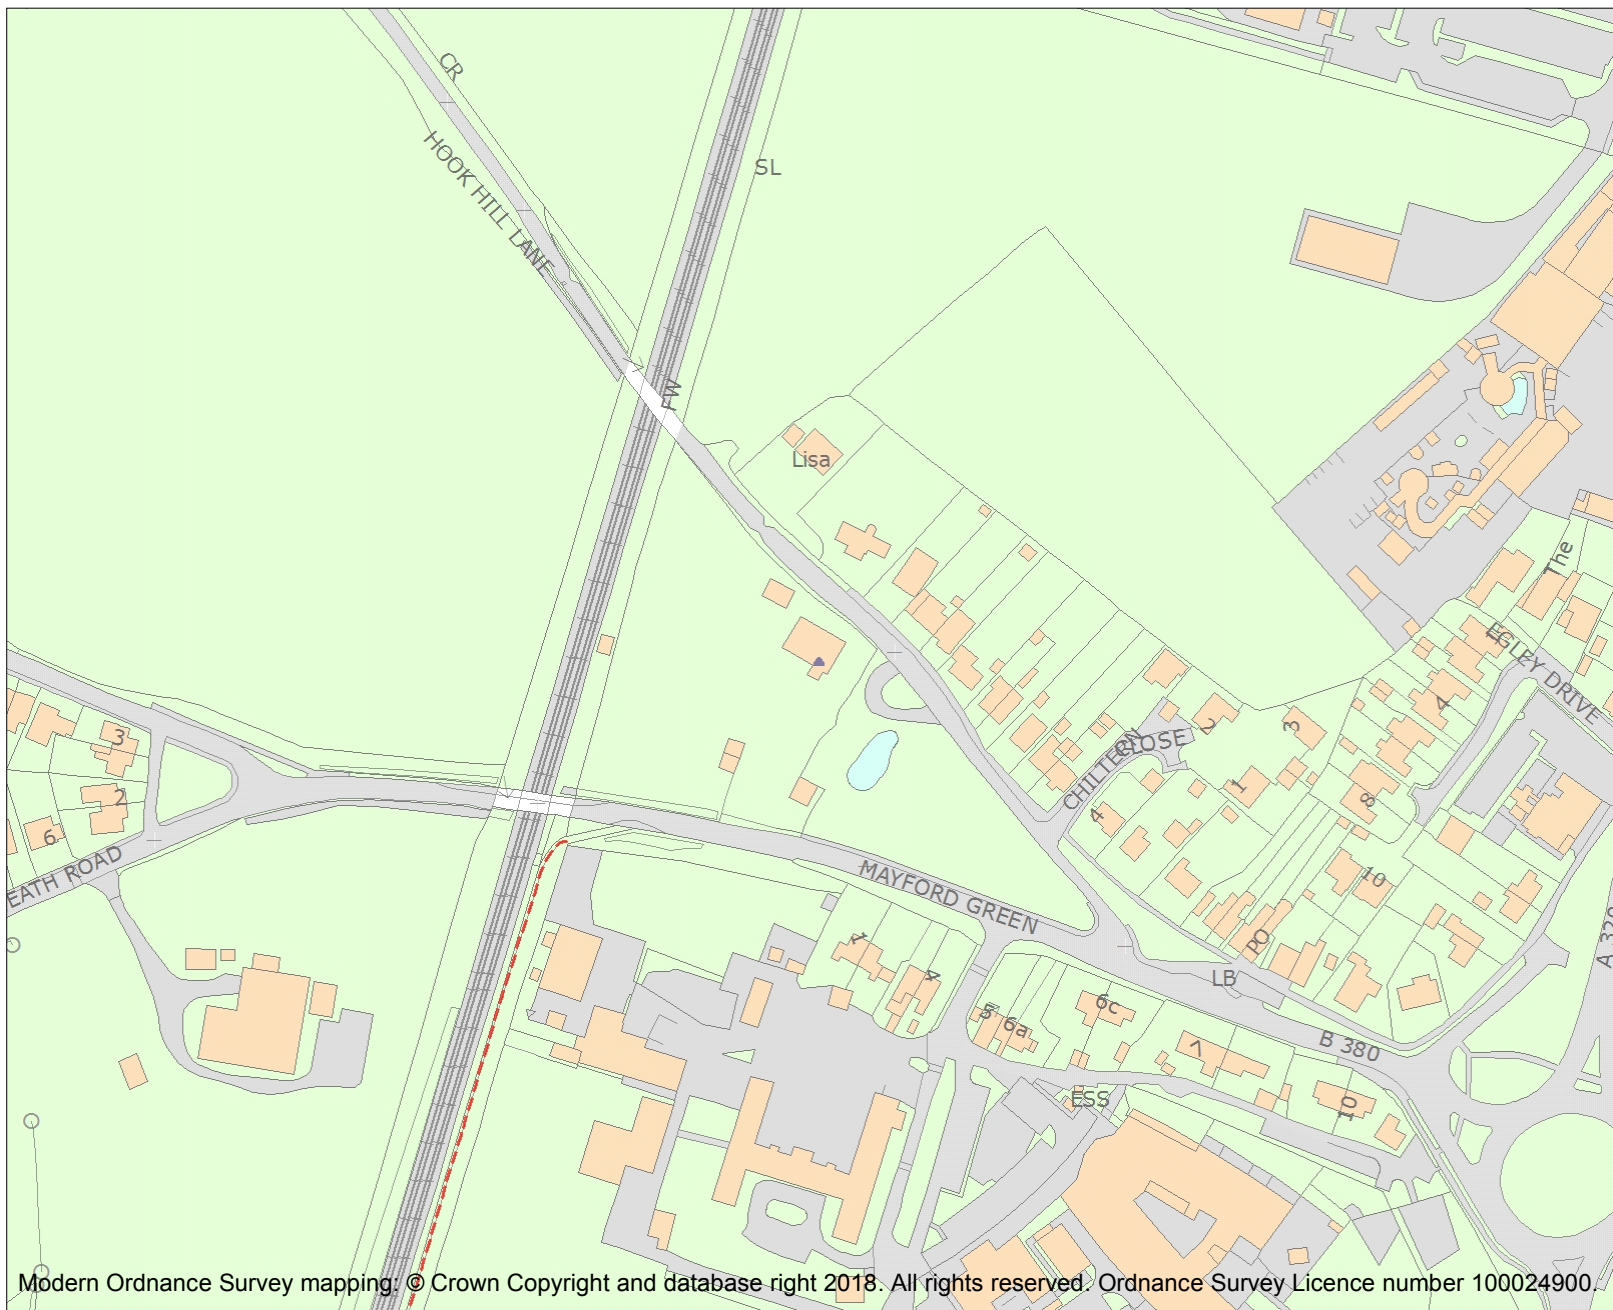 CR
HOOK HILL LANE
SL
FW
Lisa
The
EGLEY DRIVE
4
2
3
CHILTERN CLOSE
1
4
8
3
2
6
EATH ROAD
10
MAYFORD GREEN
PO
A 320
1
4
LB
5
6a
6c
7
B 380
ESS
10
Modern Ordnance Survey mapping: © Crown Copyright and database right 2018. All rights reserved. Ordnance Survey Licence number 100024900.